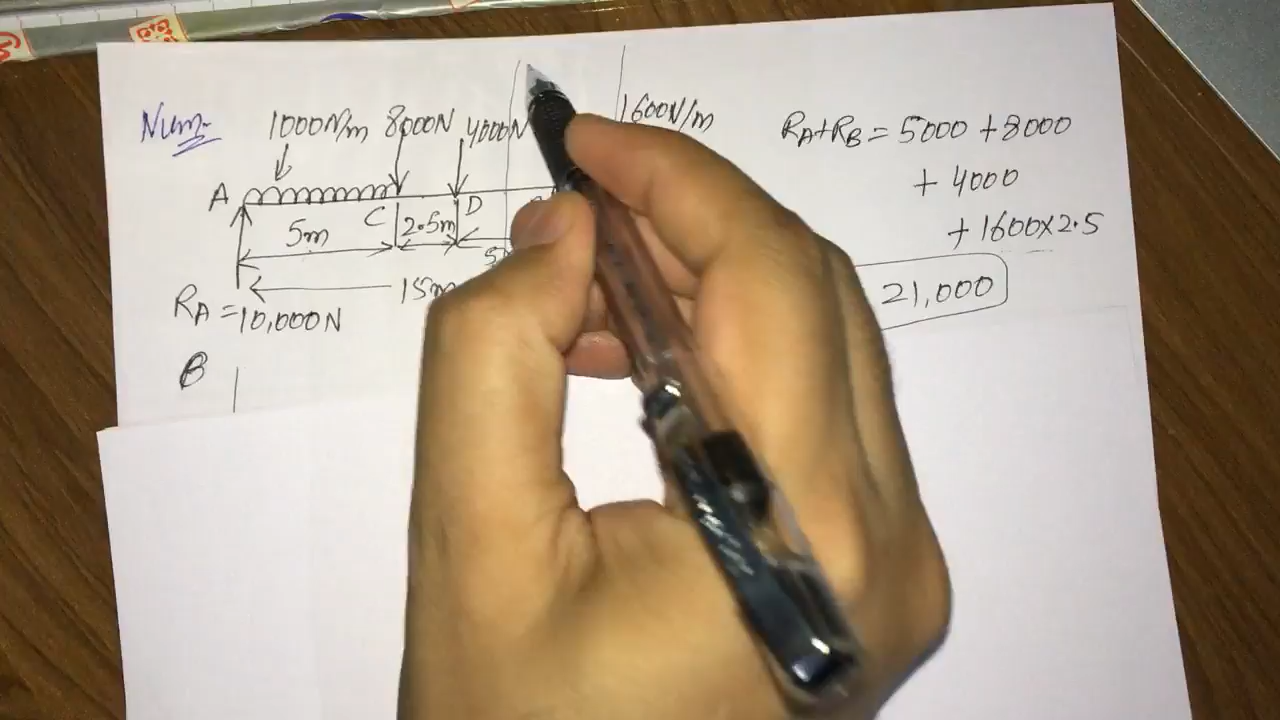 Num-
1000N/m 8000N 4000N 1600N/m
A C D
5m 2.5m
15m
RA = 10,000N
B
RA+RB = 5000 + 8000
+ 4000
+ 1600x2.5
21,000